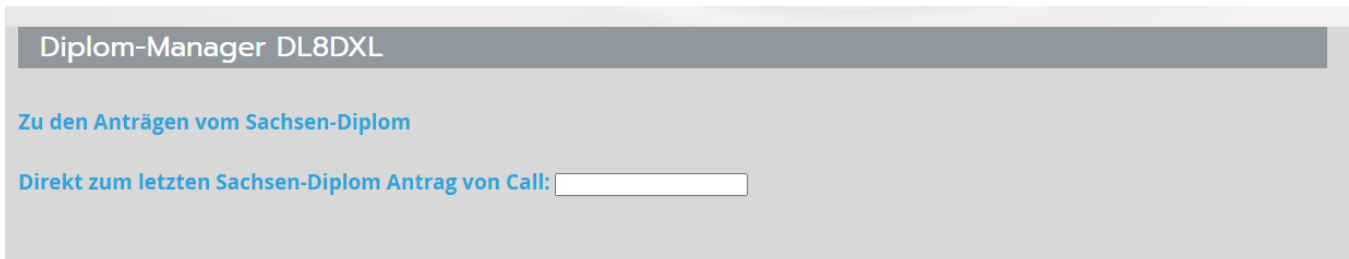 Diplom-Manager DL8DXL
Zu den Anträgen vom Sachsen-Diplom
Direkt zum letzten Sachsen-Diplom Antrag von Call: